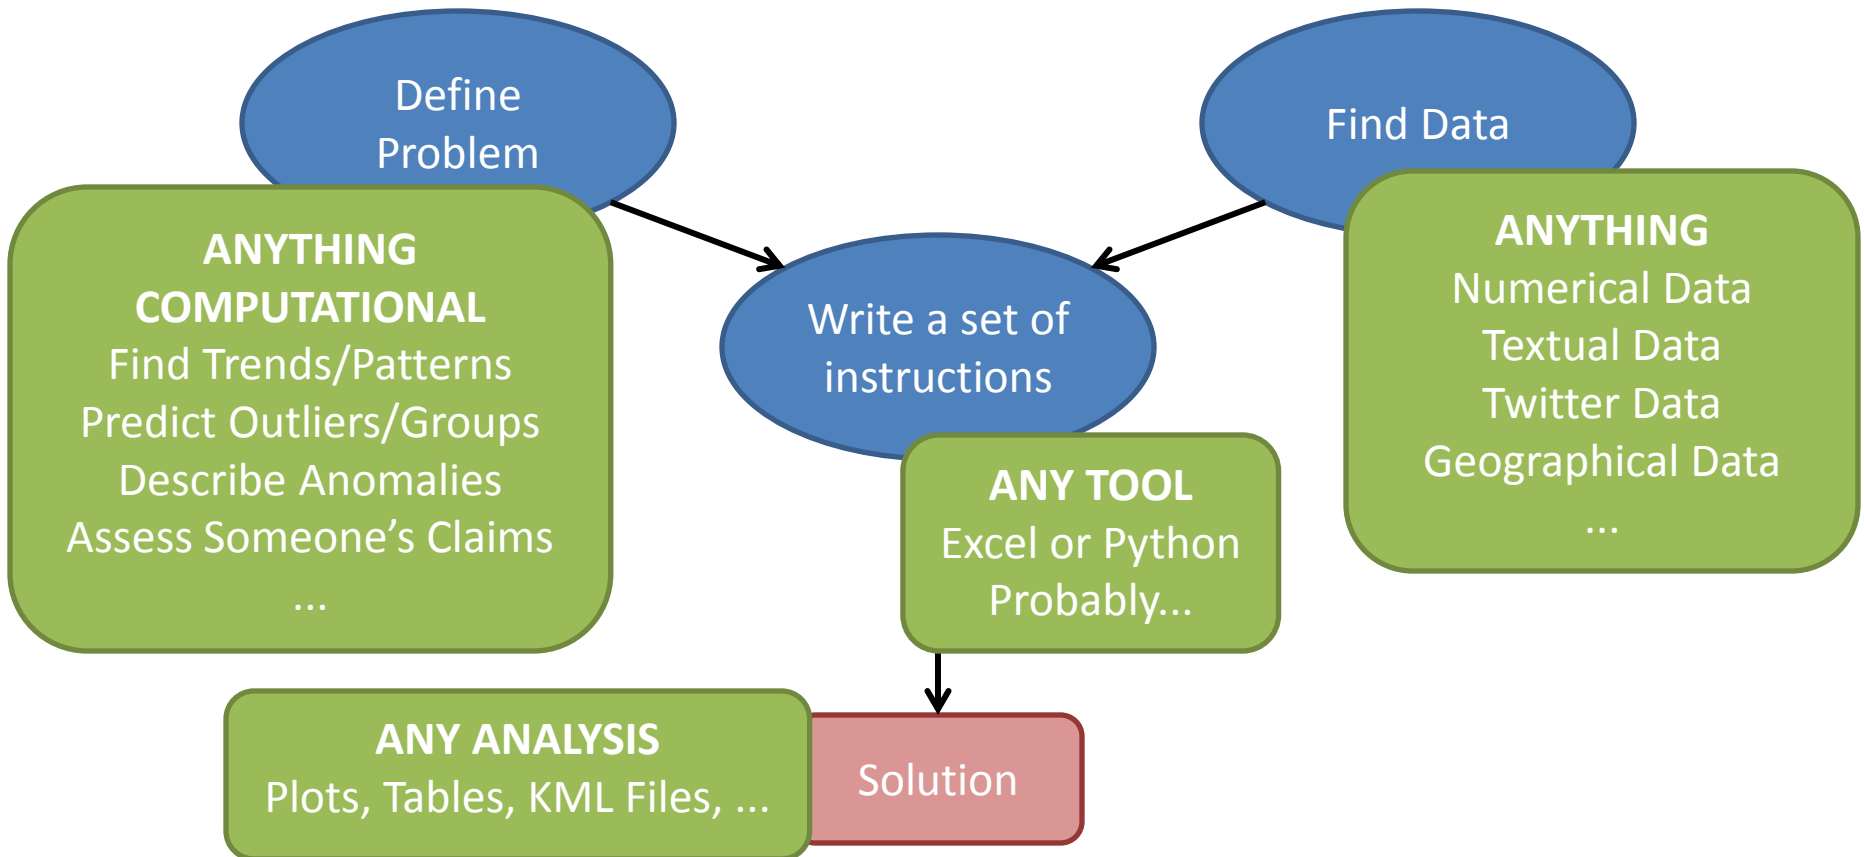 Define
Problem
ANYTHING
COMPUTATIONAL
Find Trends/Patterns
Predict Outliers/Groups
Describe Anomalies
Assess Someone’s Claims
...
Find Data
ANYTHING
Numerical Data
Textual Data
Twitter Data
Geographical Data
...
Write a set of
instructions
ANY TOOL
Excel or Python
Probably...
ANY ANALYSIS
Plots, Tables, KML Files, ...
Solution